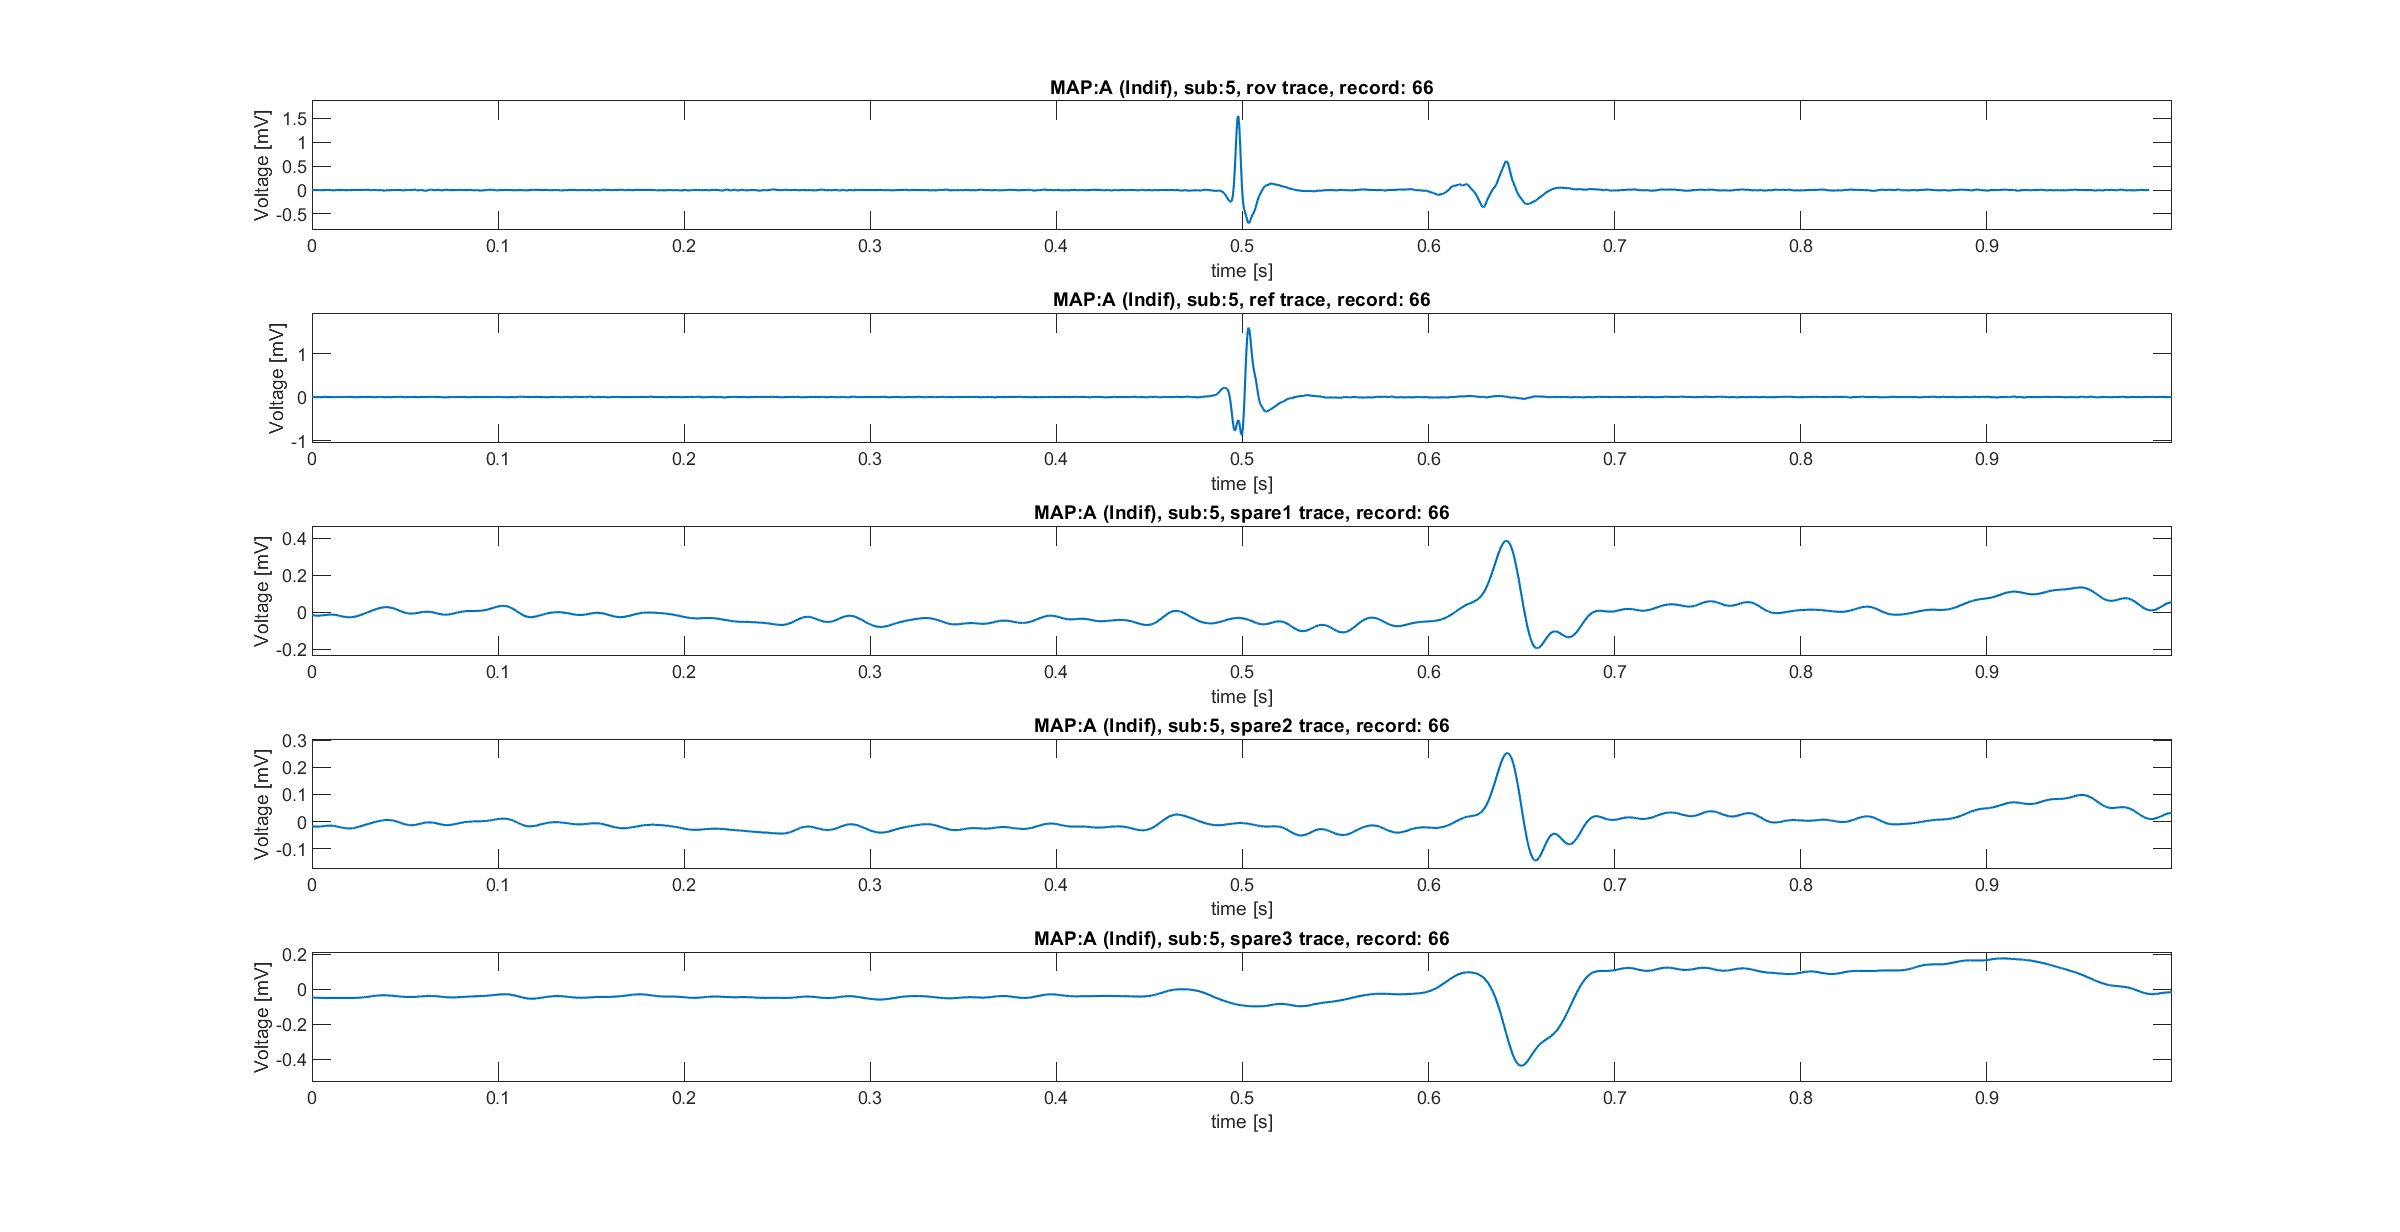 MAP:A (Indif), sub:5, rov trace, record: 66
Voltage [mV]
1.5
1
0.5
0
-0.5
0 0.1 0.2 0.3 0.4 0.5 0.6 0.7 0.8 0.9
time [s]
MAP:A (Indif), sub:5, ref trace, record: 66
Voltage [mV]
1
0
-1
0 0.1 0.2 0.3 0.4 0.5 0.6 0.7 0.8 0.9
time [s]
MAP:A (Indif), sub:5, spare1 trace, record: 66
Voltage [mV]
0.4
0.2
0
-0.2
0 0.1 0.2 0.3 0.4 0.5 0.6 0.7 0.8 0.9
time [s]
MAP:A (Indif), sub:5, spare2 trace, record: 66
Voltage [mV]
0.3
0.2
0.1
0
-0.1
0 0.1 0.2 0.3 0.4 0.5 0.6 0.7 0.8 0.9
time [s]
MAP:A (Indif), sub:5, spare3 trace, record: 66
Voltage [mV]
0.2
0
-0.2
-0.4
0 0.1 0.2 0.3 0.4 0.5 0.6 0.7 0.8 0.9
time [s]